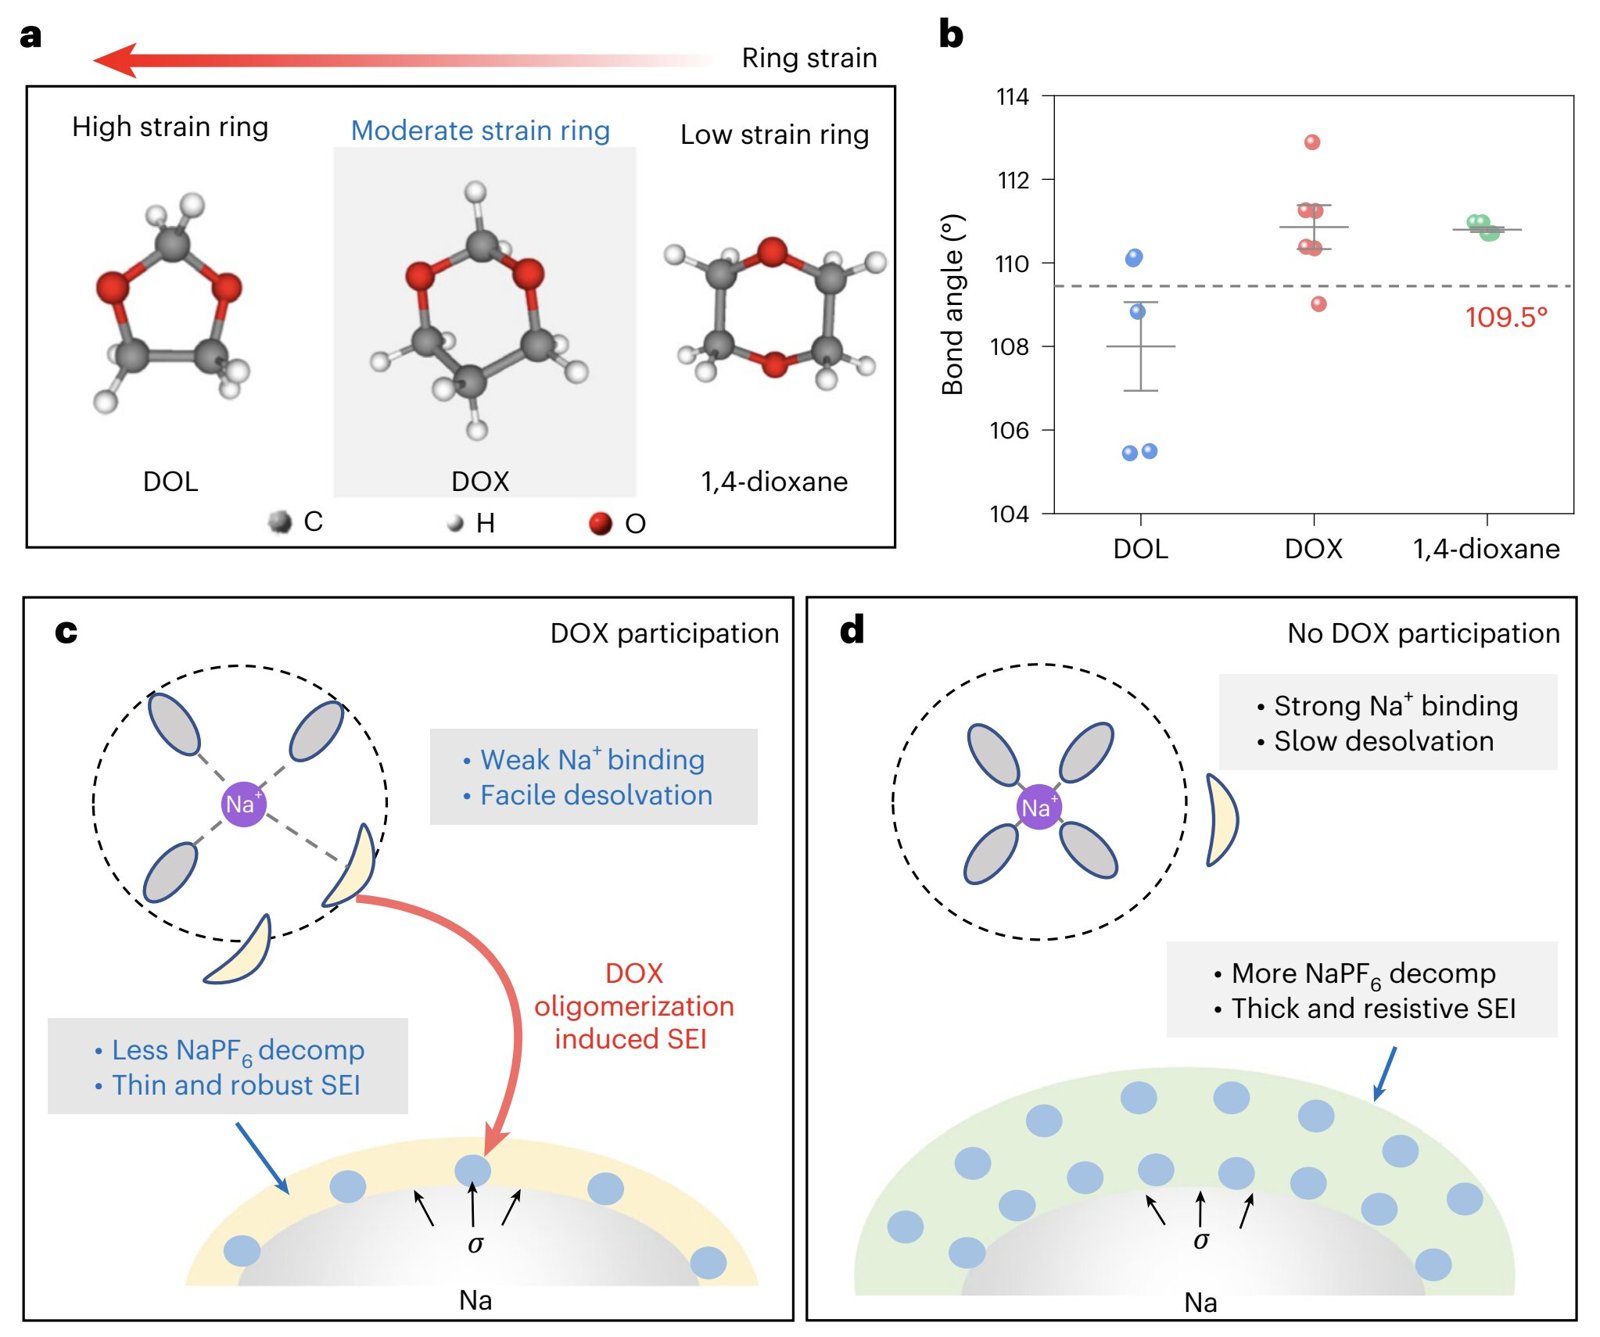 a
Ring strain
High strain ring
Moderate strain ring
Low strain ring
DOL
DOX
1,4-dioxane
C
H
O
b
Bond angle (°)
114
112
110
108
106
104
109.5°
DOL
DOX
1,4-dioxane
c
DOX participation
Na⁺
• Weak Na⁺ binding
• Facile desolvation
DOX
oligomerization
induced SEI
• Less NaPF₆ decomp
• Thin and robust SEI
σ
Na
d
No DOX participation
• Strong Na⁺ binding
• Slow desolvation
Na⁺
• More NaPF₆ decomp
• Thick and resistive SEI
σ
Na